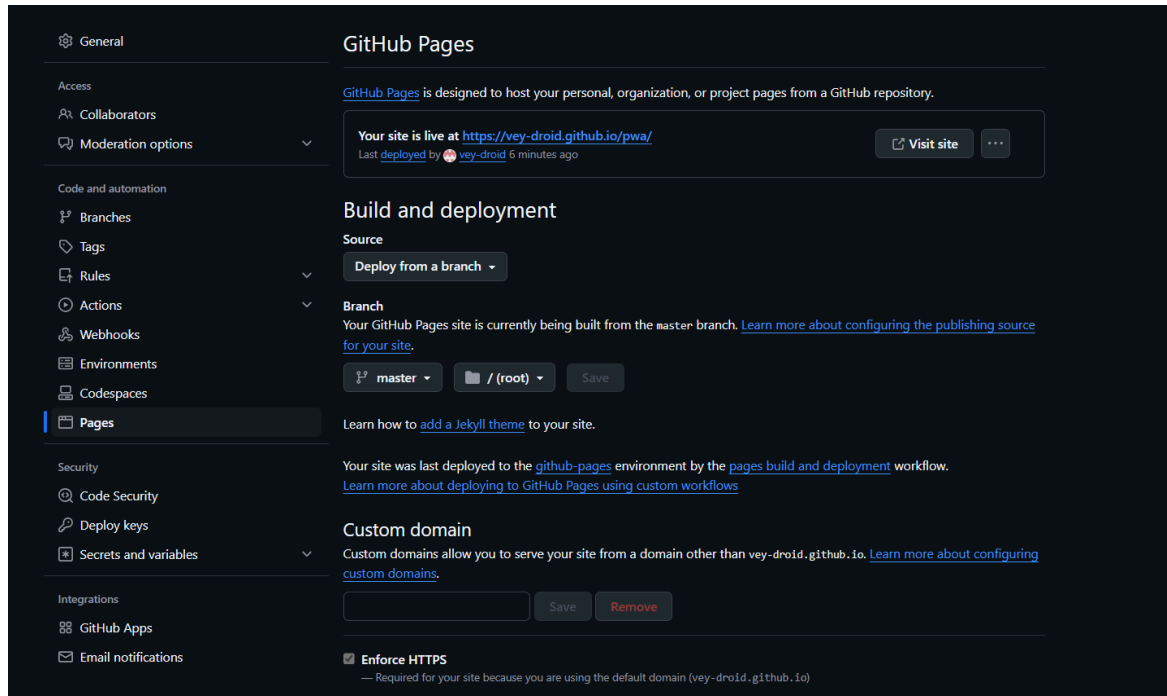 General
Access
Collaborators
Moderation options
Code and automation
Branches
Tags
Rules
Actions
Webhooks
Environments
Codespaces
Pages
Security
Code Security
Deploy keys
Secrets and variables
Integrations
GitHub Apps
Email notifications
GitHub Pages
GitHub Pages is designed to host your personal, organization, or project pages from a GitHub repository.
Your site is live at https://vey-droid.github.io/pwa/
Last deployed by vey-droid 6 minutes ago
Visit site
Build and deployment
Source
Deploy from a branch
Branch
Your GitHub Pages site is currently being built from the master branch. Learn more about configuring the publishing source
for your site.
master
/ (root)
Save
Learn how to add a Jekyll theme to your site.
Your site was last deployed to the github-pages environment by the pages build and deployment workflow.
Learn more about deploying to GitHub Pages using custom workflows
Custom domain
Custom domains allow you to serve your site from a domain other than vey-droid.github.io. Learn more about configuring
custom domains.
Save
Remove
Enforce HTTPS
— Required for your site because you are using the default domain (vey-droid.github.io)